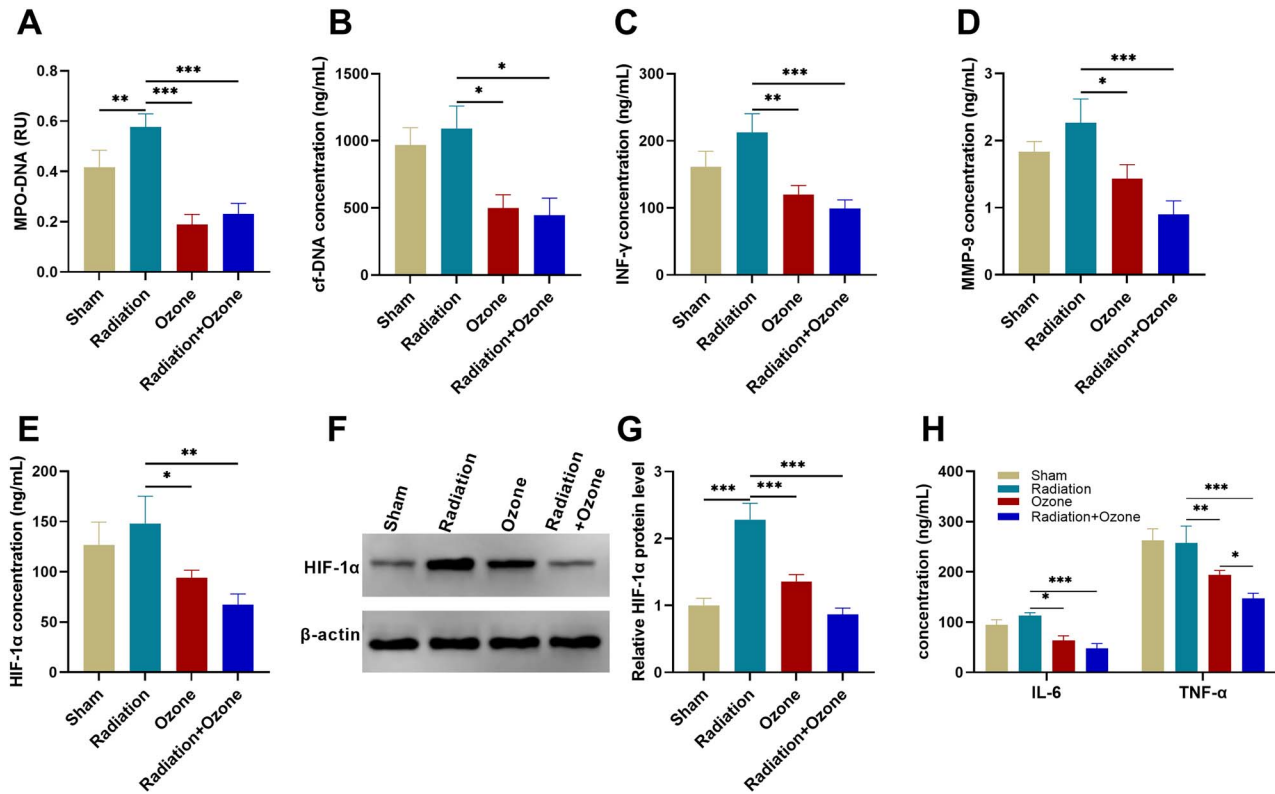 A
MPO-DNA (RU)
0.8
0.6
0.4
0.2
0.0
**
***
***
Sham
Radiation
Ozone
Radiation+Ozone
B
cf-DNA concentration (ng/mL)
1500
1000
500
0
*
*
Sham
Radiation
Ozone
Radiation+Ozone
C
INF-γ concentration (ng/mL)
300
200
100
0
***
**
Sham
Radiation
Ozone
Radiation+Ozone
D
MMP-9 concentration (ng/mL)
3
2
1
0
***
*
Sham
Radiation
Ozone
Radiation+Ozone
E
HIF-1α concentration (ng/mL)
200
150
100
50
0
**
*
Sham
Radiation
Ozone
Radiation+Ozone
F
Sham
Radiation
Ozone
Radiation
+Ozone
HIF-1α
β-actin
G
Relative HIF-1α protein level
3
2
1
0
***
***
***
Sham
Radiation
Ozone
Radiation+Ozone
H
concentration (ng/mL)
400
300
200
100
0
Sham
Radiation
Ozone
Radiation+Ozone
***
*
***
**
*
IL-6
TNF-α